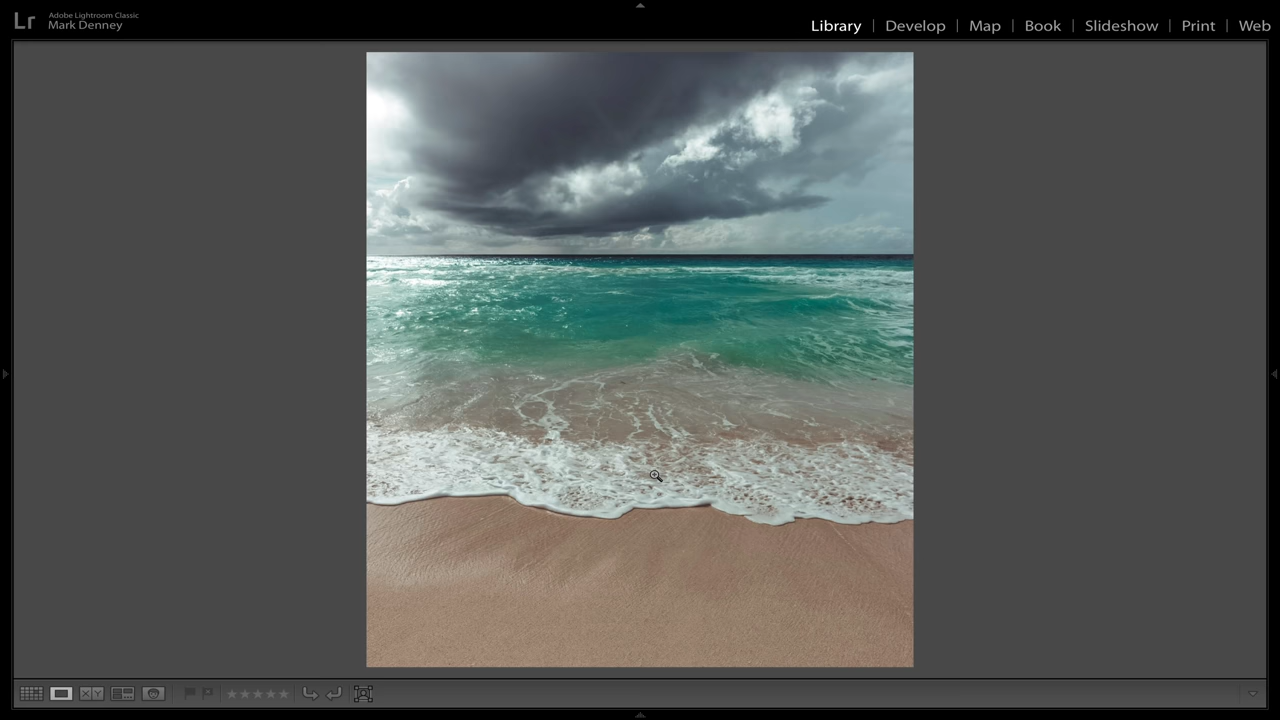 Lr
Adobe Lightroom Classic
Mark Denney
Library | Develop | Map | Book | Slideshow | Print | Web
X Y